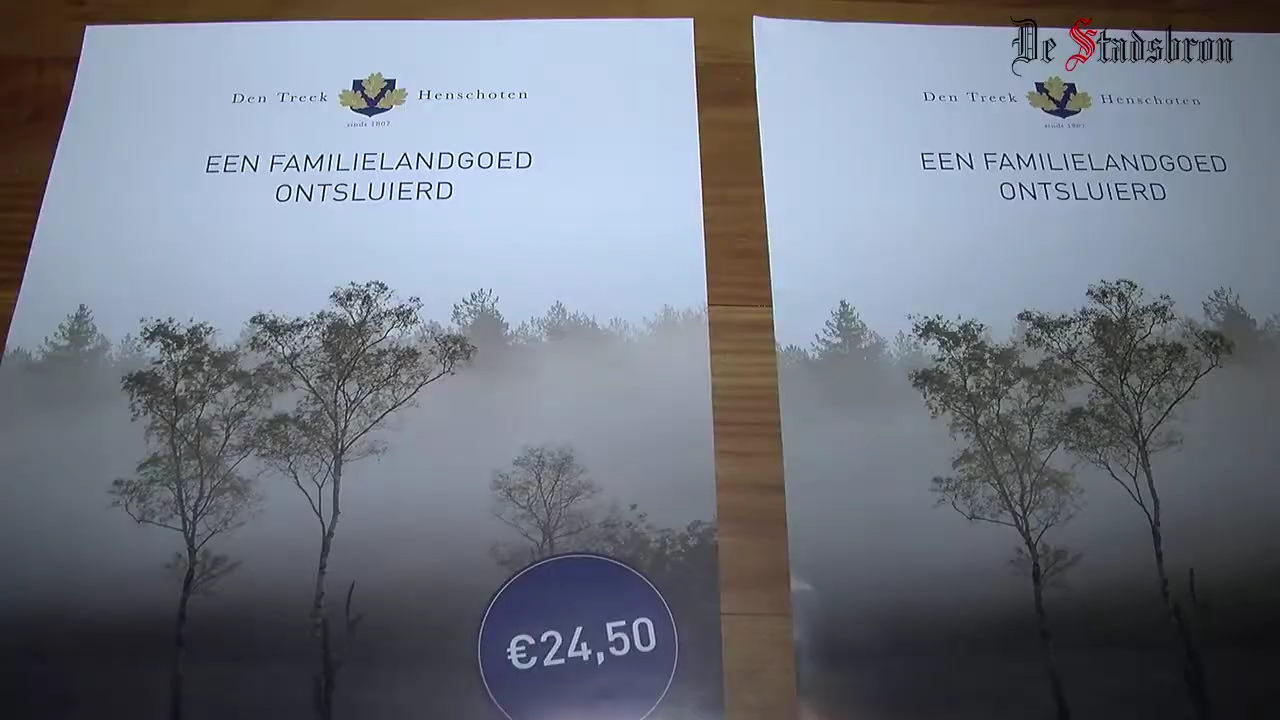 De Stadsbron
Den Treek Henschoten
sinds 1807
EEN FAMILIELANDGOED
ONTSLUIERD
€24,50
Den Treek Henschoten
sinds 1807
EEN FAMILIELANDGOED
ONTSLUIERD